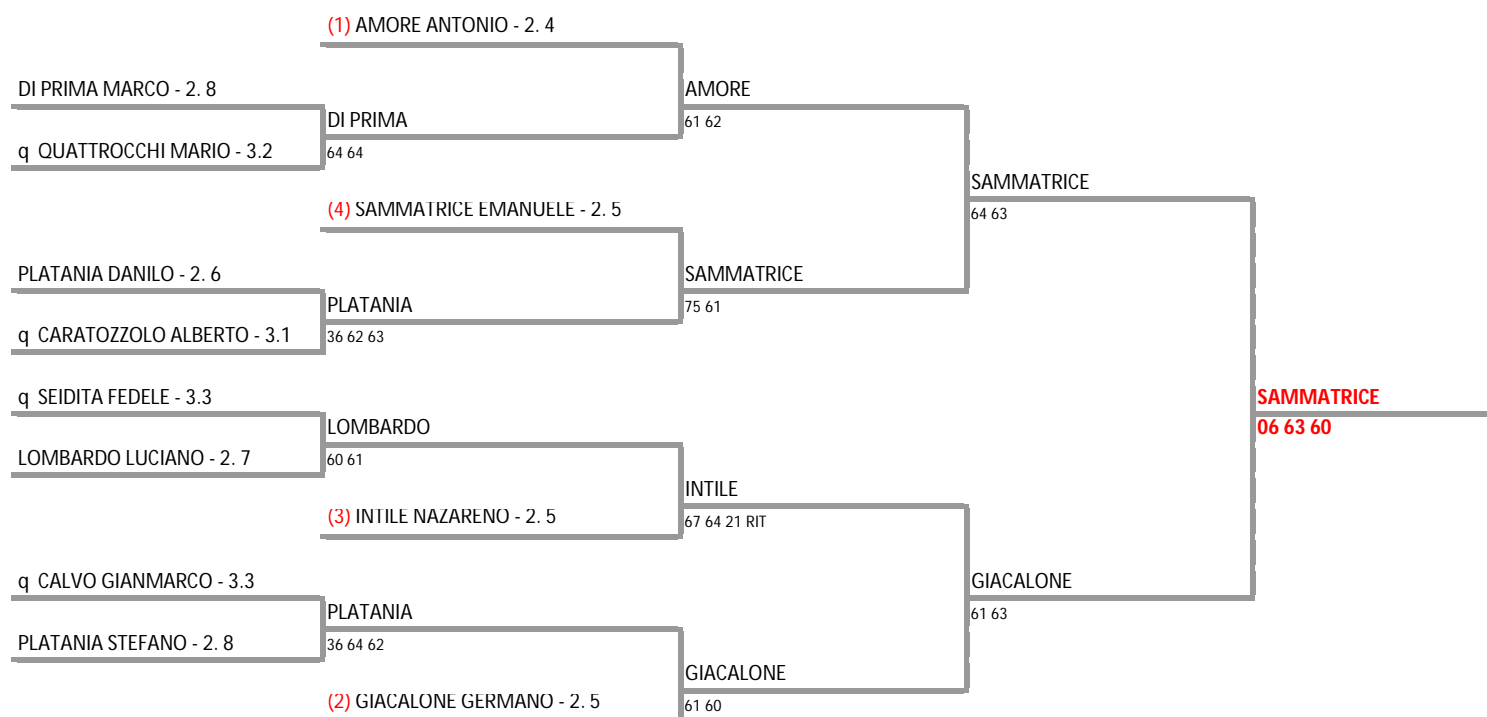 (1) AMORE ANTONIO - 2. 4
DI PRIMA MARCO - 2. 8
AMORE
DI PRIMA
61 62
q QUATTROCCHI MARIO - 3.2
64 64
SAMMATRICE
(4) SAMMATRICE EMANUELE - 2. 5
64 63
PLATANIA DANILO - 2. 6
SAMMATRICE
PLATANIA
75 61
q CARATOZZOLO ALBERTO - 3.1
36 62 63
q SEIDITA FEDELE - 3.3
SAMMATRICE
LOMBARDO
06 63 60
LOMBARDO LUCIANO - 2. 7
60 61
INTILE
(3) INTILE NAZARENO - 2. 5
67 64 21 RIT
q CALVO GIANMARCO - 3.3
GIACALONE
PLATANIA
61 63
PLATANIA STEFANO - 2. 8
36 64 62
GIACALONE
(2) GIACALONE GERMANO - 2. 5
61 60